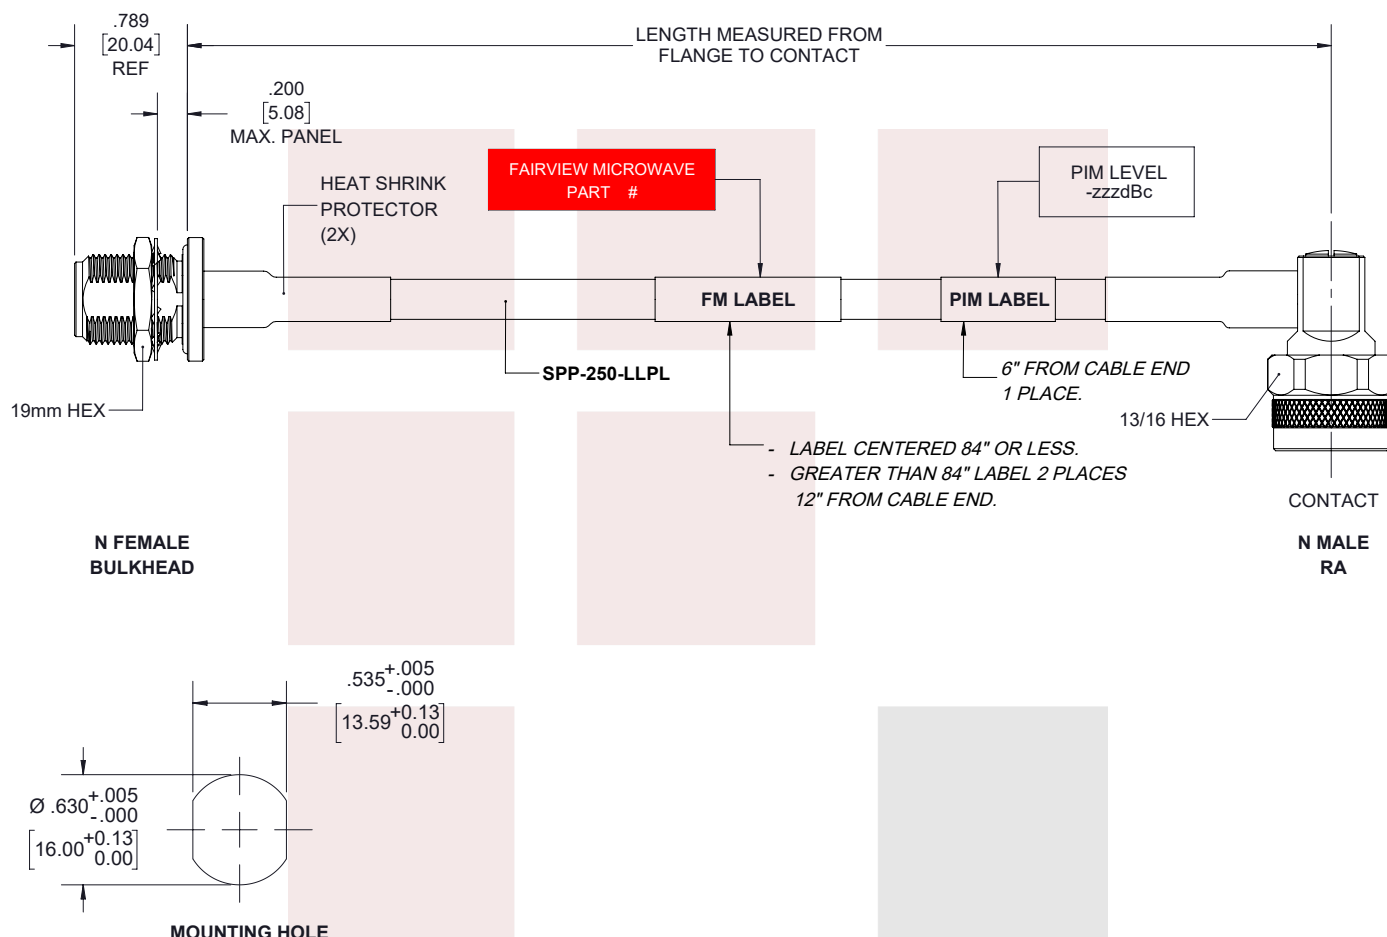 .789
[20.04]
REF
LENGTH MEASURED FROM
FLANGE TO CONTACT
.200
[5.08]
MAX. PANEL
HEAT SHRINK
PROTECTOR
(2X)
FAIRVIEW MICROWAVE
PART #
PIM LEVEL
-zzzdBc
FM LABEL
PIM LABEL
SPP-250-LLPL
6" FROM CABLE END
1 PLACE.
19mm HEX
13/16 HEX
- LABEL CENTERED 84" OR LESS.
- GREATER THAN 84" LABEL 2 PLACES
12" FROM CABLE END.
CONTACT
N FEMALE
BULKHEAD
N MALE
RA
.535 +.005
-.000
[13.59 +0.13
0.00]
Ø .630 +.005
-.000
[16.00 +0.13
0.00]
MOUNTING HOLE